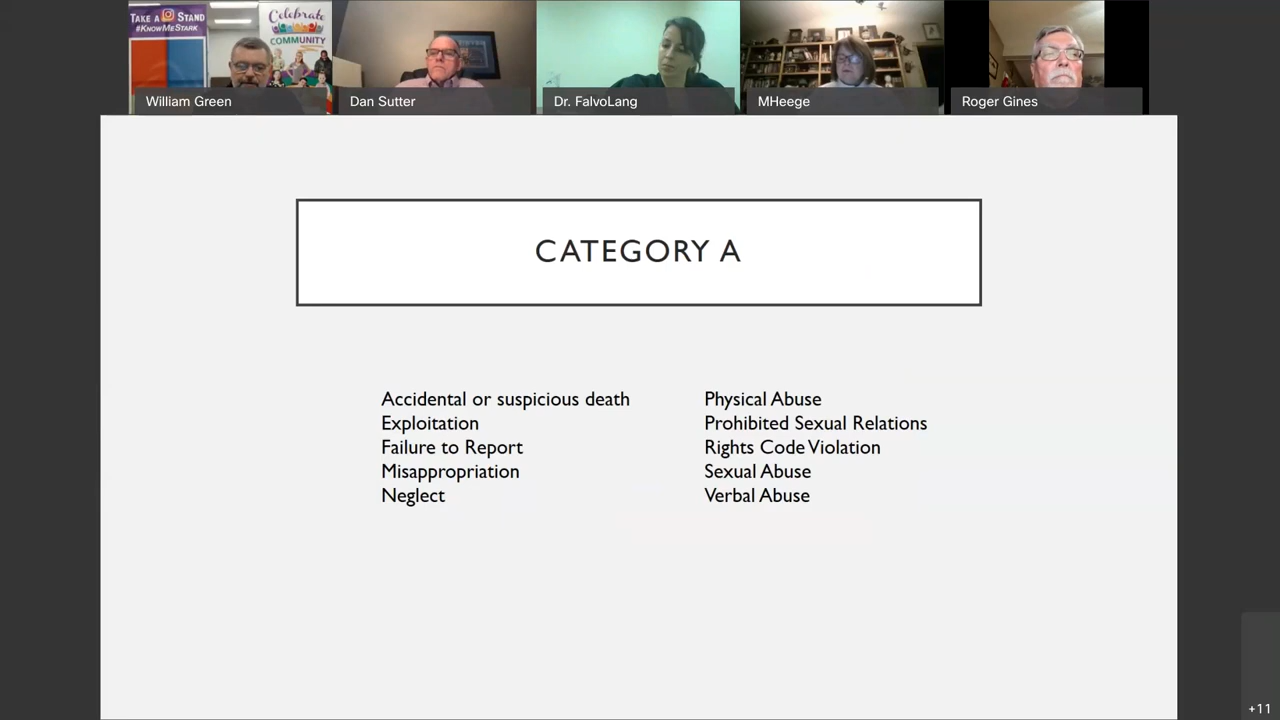 TAKE A STAND
#KNOWMESTARK
Celebrate
COMMUNITY
William Green
Dan Sutter
Dr. FalvoLang
MHeege
Roger Gines
CATEGORY A
Accidental or suspicious death
Exploitation
Failure to Report
Misappropriation
Neglect
Physical Abuse
Prohibited Sexual Relations
Rights Code Violation
Sexual Abuse
Verbal Abuse
+11